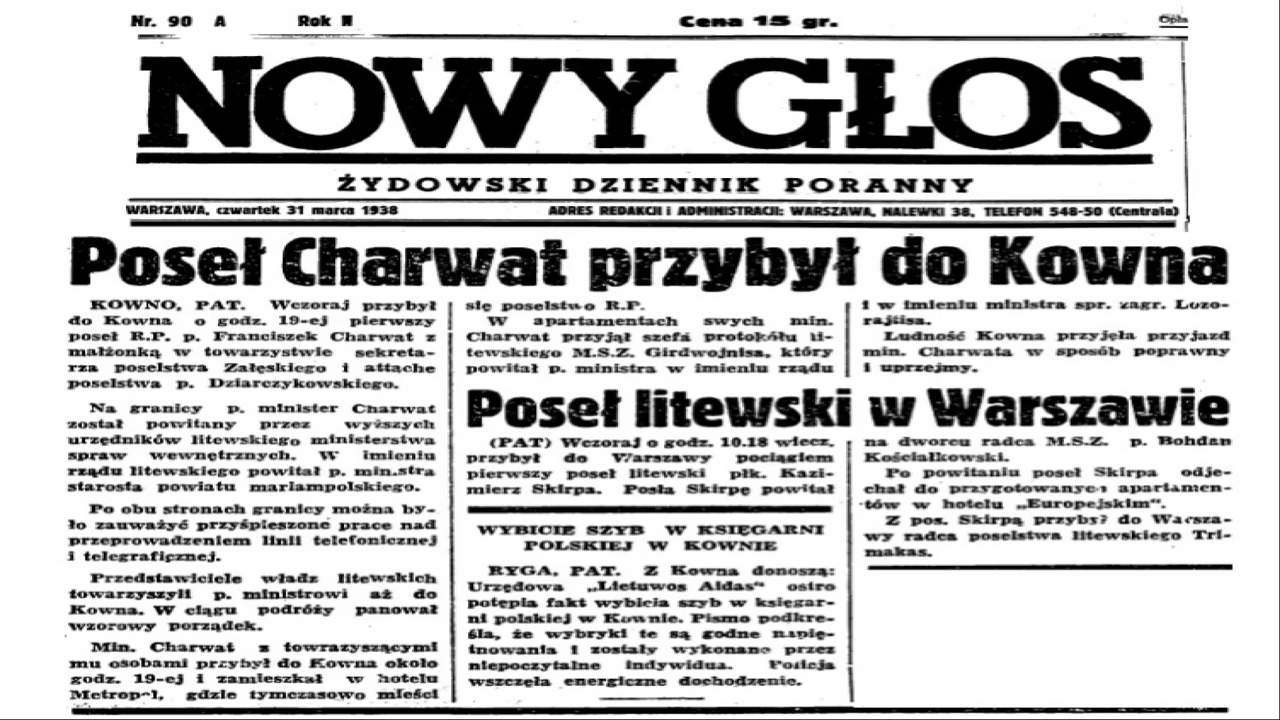 Nr. 90 A Rok II Cena 15 gr.
NOWY GŁOS
ŻYDOWSKI DZIENNIK PORANNY
WARSZAWA, czwartek 31 marca 1938 ADRES REDAKCJI i ADMINISTRACJI: WARSZAWA, NALEWKI 38, TELEFON 548-50 (Centrala)
Poseł Charwat przybył do Kowna
KOWNO, PAT. Wczoraj przybył
do Kowna o godz. 19-ej pierwszy
poseł R.P. p. Franciszek Charwat z
małżonką w towarzystwie sekreta-
rza poselstwa Załęskiego i attache
poselstwa p. Dziarczykowskiego.
Na granicy p. minister Charwat
został powitany przez wyższych
urzędników litewskiego ministerstwa
spraw wewnętrznych. W imieniu
rządu litewskiego powitał p. min.stra
starosta powiatu mariampolskiego.
Po obu stronach granicy można by-
ło zauważyć przyśpieszone prace nad
przeprowadzeniem linii telefonicznej
i telegraficznej.
Przedstawiciele władz litewskich
towarzyszyli p. ministrowi aż do
Kowna. W ciągu podróży panował
wzorowy porządek.
Min. Charwat z towrazyszącymi
mu osobami przybył do Kowna około
godz. 19-ej i zamieszkał w hotelu
Metropol, gdzie tymczasowo mieści
się poselstwo R.P.
W apartamentach swych min.
Charwat przyjął szefa protokółu li-
tewskiego M.S.Z. Girdwojnisa, który
powitał p. ministra w imieniu rządu
i w imieniu ministra spr. zagr. Lozo-
rajtisa.
Ludność Kowna przyjęła przyjazd
min. Charwata w sposób poprawny
i uprzejmy.
Poseł litewski w Warszawie
(PAT) Wczoraj o godz. 10.18 wiecz.
przybył do Warszawy pociągiem
pierwszy poseł litewski płk. Kazi-
mierz Skirpa. Posła Skirpę powitał
na dworcu radca M.S.Z. p. Bohdan
Kościałkowski.
Po powitaniu poseł Skirpa odje-
chał do przygotowanych apartamen-
tów w hotelu „Europejskim“.
Z pos. Skirpą przybył do Warsza-
wy radca poselstwa litewskiego Tri-
makas.
WYBICIE SZYB W KSIĘGARNI
POLSKIEJ W KOWNIE
RYGA, PAT. Z Kowna donoszą:
Urzędowa „Lietuwos Aidas“ ostro
potępia fakt wybicia szyb w księgar-
ni polskiej w Kownie. Pismo podkre-
śla, że wybryki te są godne napię-
tnowania i zostały wykonane przez
niepoczytalne indywidua. Policja
wszczęła energiczne dochodzenie.